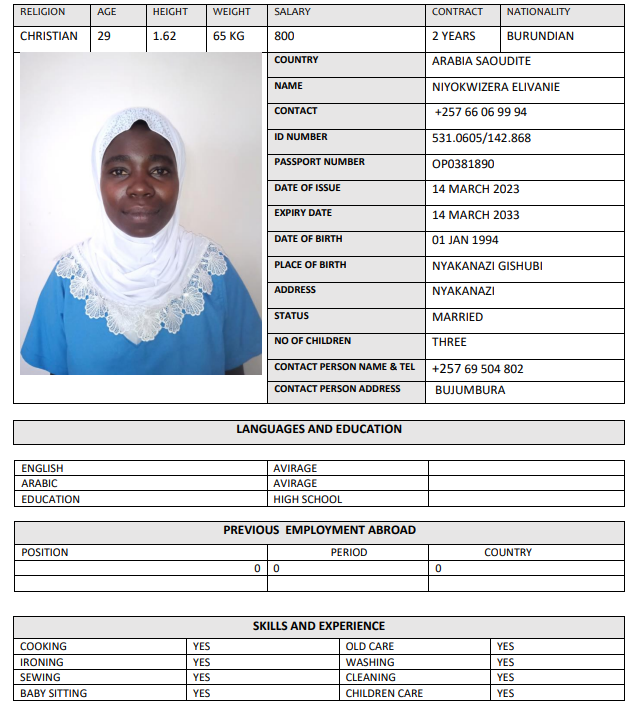 RELIGION AGE HEIGHT WEIGHT SALARY CONTRACT NATIONALITY
CHRISTIAN 29 1.62 65 KG 800 2 YEARS BURUNDIAN
COUNTRY ARABIA SAOUDITE
NAME NIYOKWIZERA ELIVANIE
CONTACT +257 66 06 99 94
ID NUMBER 531.0605/142.868
PASSPORT NUMBER OP0381890
DATE OF ISSUE 14 MARCH 2023
EXPIRY DATE 14 MARCH 2033
DATE OF BIRTH 01 JAN 1994
PLACE OF BIRTH NYAKANAZI GISHUBI
ADDRESS NYAKANAZI
STATUS MARRIED
NO OF CHILDREN THREE
CONTACT PERSON NAME & TEL +257 69 504 802
CONTACT PERSON ADDRESS BUJUMBURA
LANGUAGES AND EDUCATION
ENGLISH AVIRAGE
ARABIC AVIRAGE
EDUCATION HIGH SCHOOL
PREVIOUS EMPLOYMENT ABROAD
POSITION PERIOD COUNTRY
0 0 0
SKILLS AND EXPERIENCE
COOKING YES OLD CARE YES
IRONING YES WASHING YES
SEWING YES CLEANING YES
BABY SITTING YES CHILDREN CARE YES